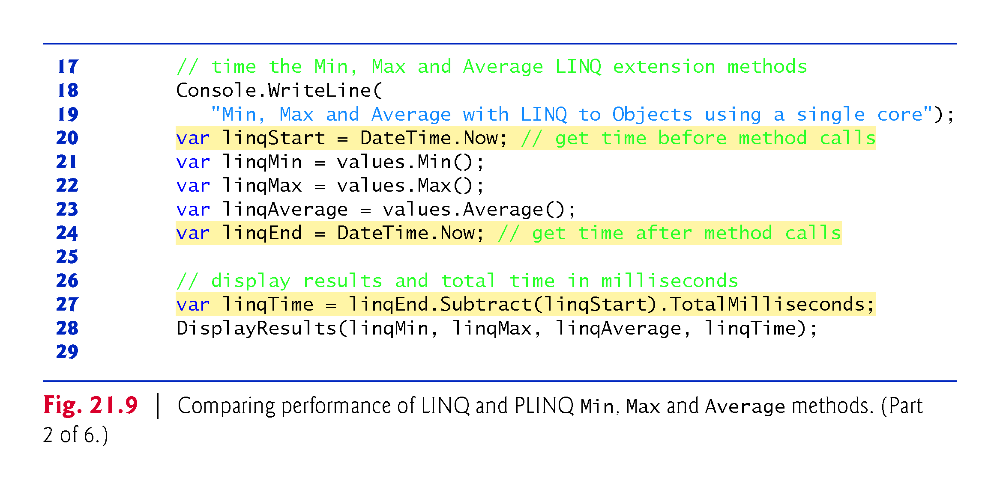 17 // time the Min, Max and Average LINQ extension methods
18 Console.WriteLine(
19 "Min, Max and Average with LINQ to Objects using a single core");
20 var linqStart = DateTime.Now; // get time before method calls
21 var linqMin = values.Min();
22 var linqMax = values.Max();
23 var linqAverage = values.Average();
24 var linqEnd = DateTime.Now; // get time after method calls
25
26 // display results and total time in milliseconds
27 var linqTime = linqEnd.Subtract(linqStart).TotalMilliseconds;
28 DisplayResults(linqMin, linqMax, linqAverage, linqTime);
29
Fig. 21.9 | Comparing performance of LINQ and PLINQ Min, Max and Average methods. (Part
2 of 6.)